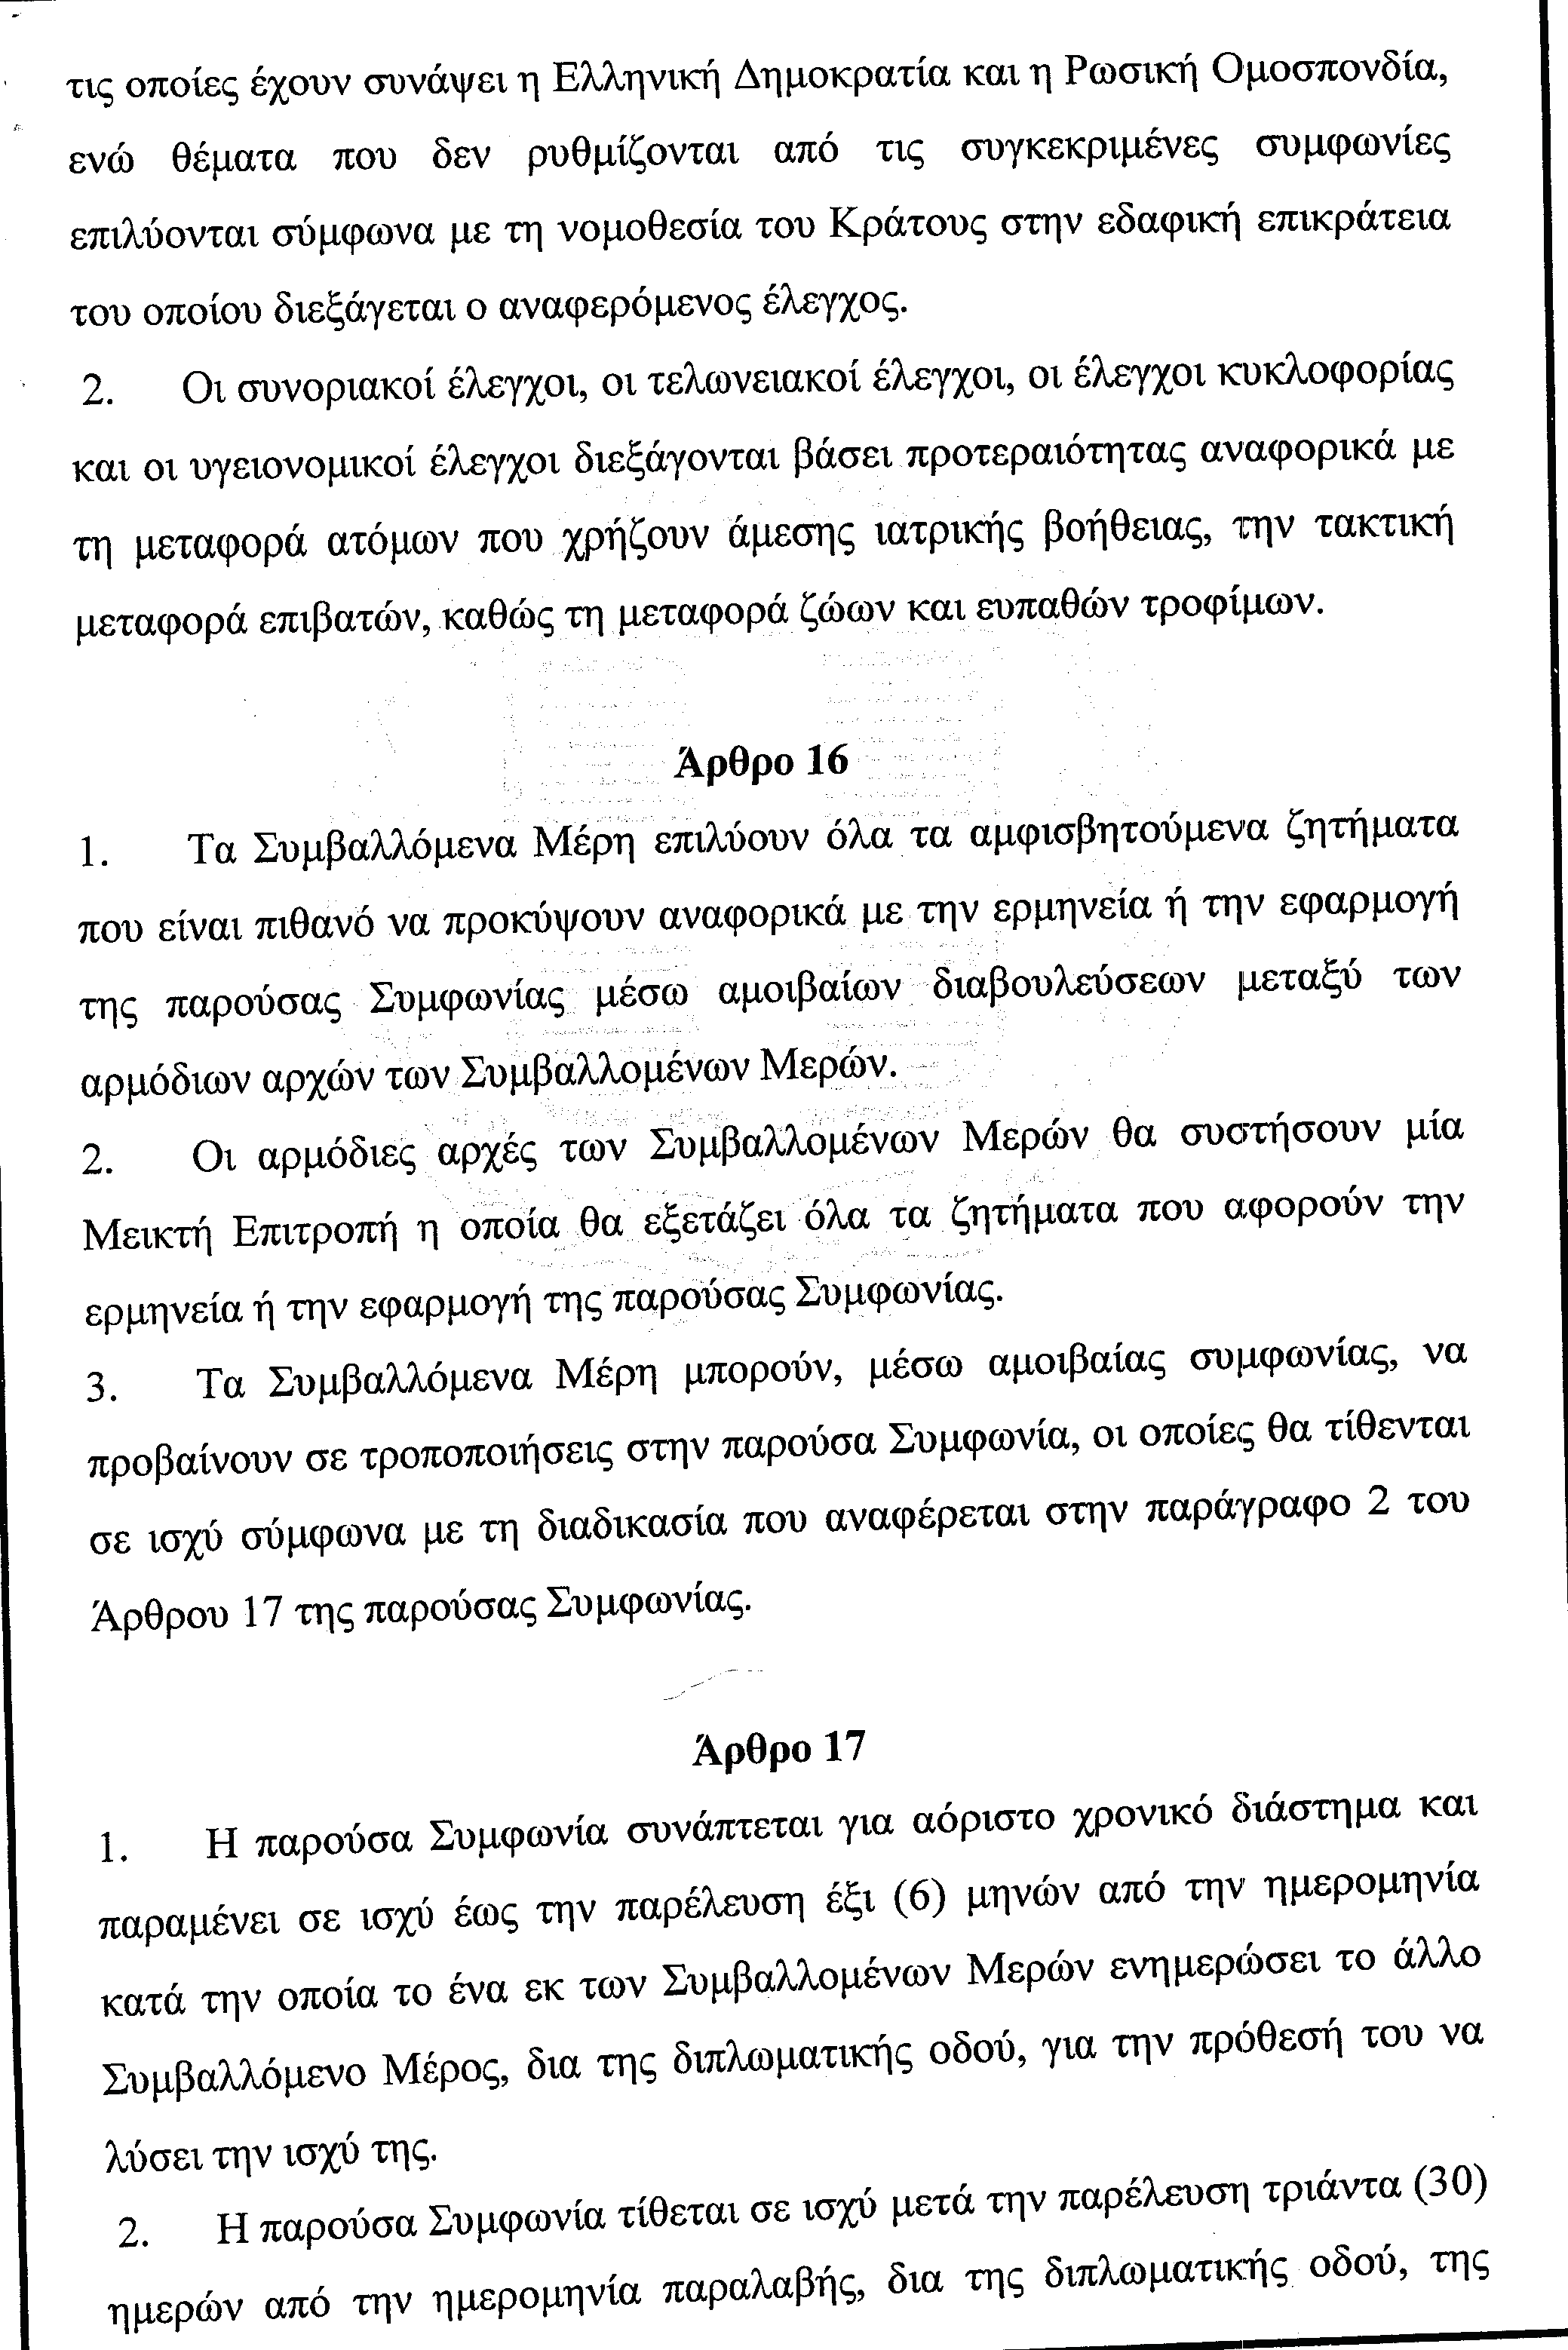 τις οποίες έχουν συνάψει η Ελληνική Δημοκρατία και η Ρωσική Ομοσπονδία,
ενώ θέματα που δεν ρυθμίζονται από τις συγκεκριμένες συμφωνίες
επιλύονται σύμφωνα με τη νομοθεσία του Κράτους στην εδαφική επικράτεια
του οποίου διεξάγεται ο αναφερόμενος έλεγχος.
2. Οι συνοριακοί έλεγχοι, οι τελωνειακοί έλεγχοι, οι έλεγχοι κυκλοφορίας
και οι υγειονομικοί έλεγχοι διεξάγονται βάσει προτεραιότητας αναφορικά με
τη μεταφορά ατόμων που χρήζουν άμεσης ιατρικής βοήθειας, την τακτική
μεταφορά επιβατών, καθώς τη μεταφορά ζώων και ευπαθών τροφίμων.
Άρθρο 16
1. Τα Συμβαλλόμενα Μέρη επιλύουν όλα τα αμφισβητούμενα ζητήματα
που είναι πιθανό να προκύψουν αναφορικά με την ερμηνεία ή την εφαρμογή
της παρούσας Συμφωνίας μέσω αμοιβαίων διαβουλεύσεων μεταξύ των
αρμόδιων αρχών των Συμβαλλομένων Μερών.
2. Οι αρμόδιες αρχές των Συμβαλλομένων Μερών θα συστήσουν μία
Μεικτή Επιτροπή η οποία θα εξετάζει όλα τα ζητήματα που αφορούν την
ερμηνεία ή την εφαρμογή της παρούσας Συμφωνίας.
3. Τα Συμβαλλόμενα Μέρη μπορούν, μέσω αμοιβαίας συμφωνίας, να
προβαίνουν σε τροποποιήσεις στην παρούσα Συμφωνία, οι οποίες θα τίθενται
σε ισχύ σύμφωνα με τη διαδικασία που αναφέρεται στην παράγραφο 2 του
Άρθρου 17 της παρούσας Συμφωνίας.
Άρθρο 17
1. Η παρούσα Συμφωνία συνάπτεται για αόριστο χρονικό διάστημα και
παραμένει σε ισχύ έως την παρέλευση έξι (6) μηνών από την ημερομηνία
κατά την οποία το ένα εκ των Συμβαλλομένων Μερών ενημερώσει το άλλο
Συμβαλλόμενο Μέρος, δια της διπλωματικής οδού, για την πρόθεσή του να
λύσει την ισχύ της.
2. Η παρούσα Συμφωνία τίθεται σε ισχύ μετά την παρέλευση τριάντα (30)
ημερών από την ημερομηνία παραλαβής, δια της διπλωματικής οδού, της